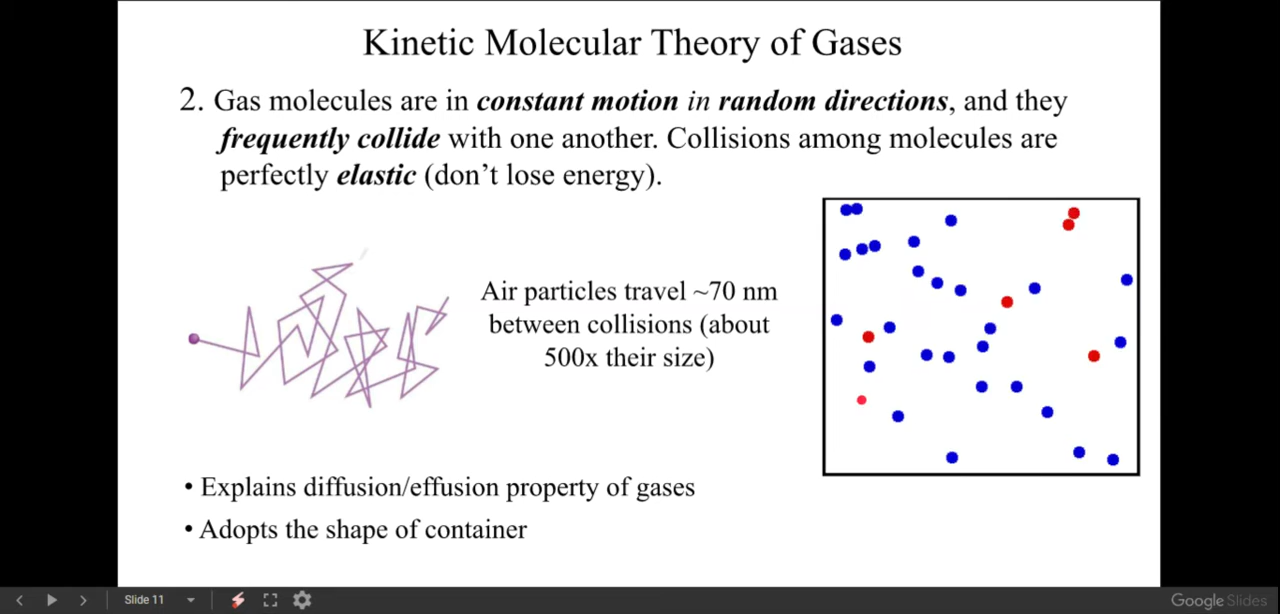 Kinetic Molecular Theory of Gases
2. Gas molecules are in constant motion in random directions, and they
frequently collide with one another. Collisions among molecules are
perfectly elastic (don’t lose energy).
Air particles travel ~70 nm
between collisions (about
500x their size)
• Explains diffusion/effusion property of gases
• Adopts the shape of container
Slide 11
Google Slides